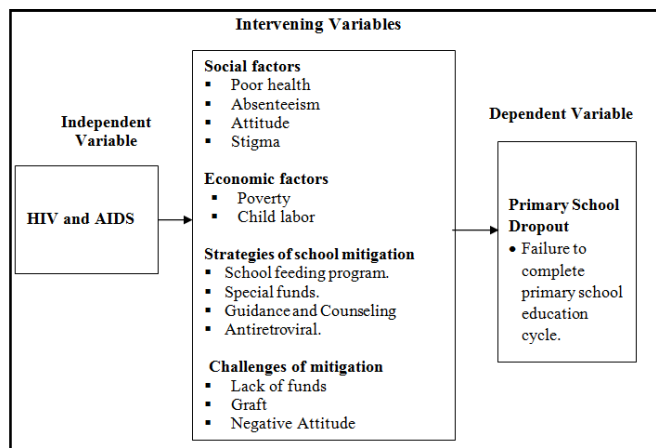 Intervening Variables
Independent
Variable
HIV and AIDS
Social factors
▪ Poor health
▪ Absenteeism
▪ Attitude
▪ Stigma
Economic factors
▪ Poverty
▪ Child labor
Strategies of school mitigation
▪ School feeding program.
▪ Special funds.
▪ Guidance and Counseling
▪ Antiretroviral.
Challenges of mitigation
▪ Lack of funds
▪ Graft
▪ Negative Attitude
Dependent Variable
Primary School
Dropout
• Failure to
complete
primary school
education
cycle.